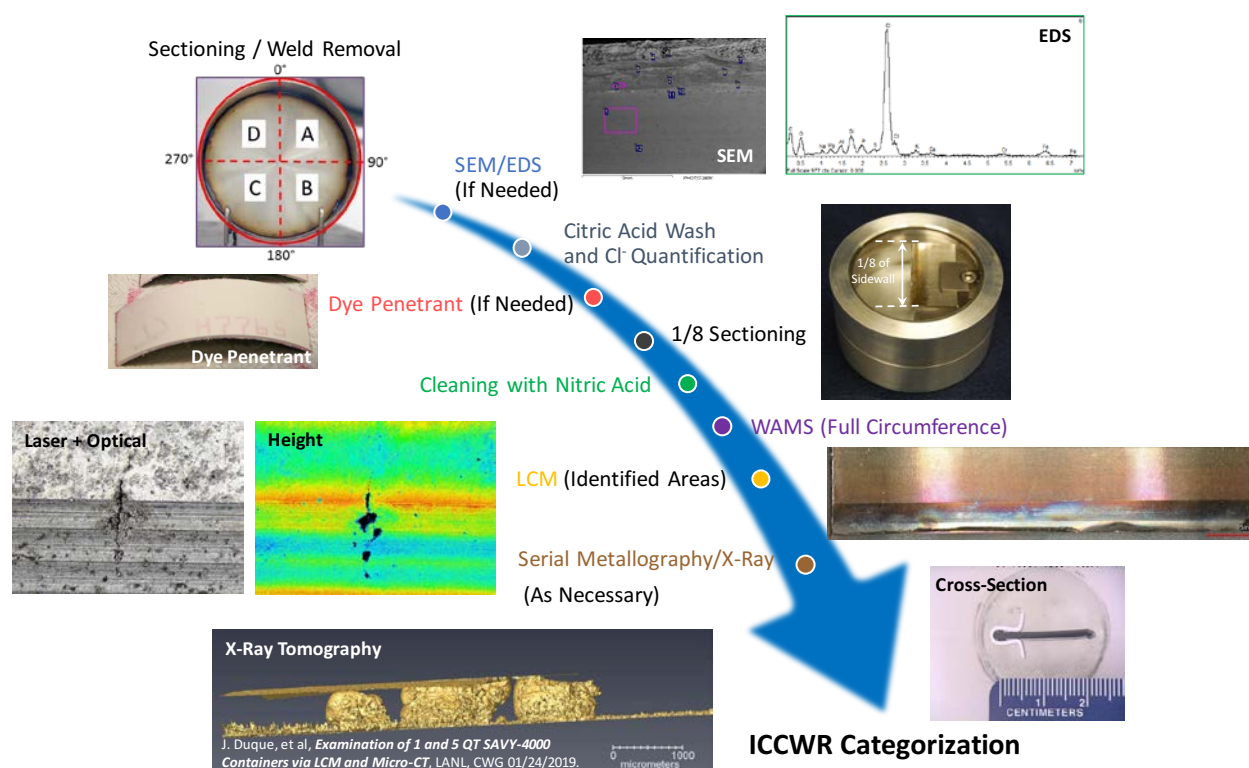 Sectioning / Weld Removal
0°
D
A
270°
90°
C
B
180°
SEM
EDS
SEM/EDS
(If Needed)
Citric Acid Wash
and Cl⁻ Quantification
1/8 of
Sidewall
Dye Penetrant (If Needed)
Dye Penetrant
1/8 Sectioning
Cleaning with Nitric Acid
WAMS (Full Circumference)
Laser + Optical
Height
LCM (Identified Areas)
Serial Metallography/X-Ray
(As Necessary)
Cross-Section
1
2
CENTIMETERS
X-Ray Tomography
J. Duque, et al, Examination of 1 and 5 QT SAVY-4000
Containers via LCM and Micro-CT, LANL, CWG 01/24/2019.
0
1000
micrometers
ICCWR Categorization